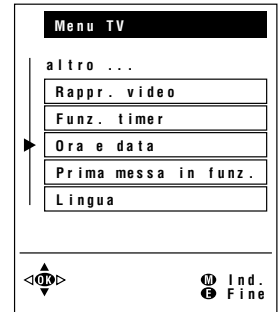 Menu TV
altro ...
Rappr. video
Funz. timer
Ora e data
Prima messa in funz.
Lingua
OK M Ind.
E Fine